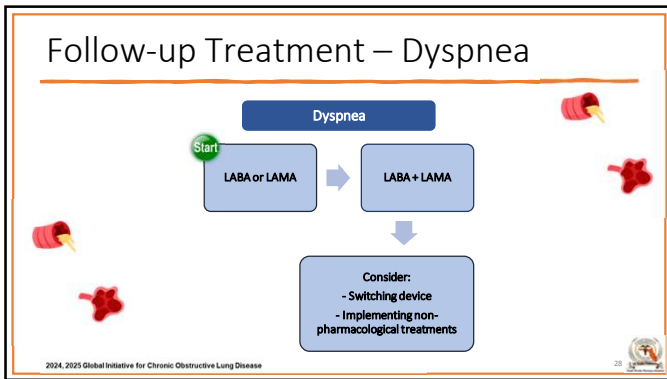 Follow-up Treatment – Dyspnea
Dyspnea
Start
LABA or LAMA
LABA + LAMA
Consider:
- Switching device
- Implementing non-
pharmacological treatments
2024, 2025 Global Initiative for Chronic Obstructive Lung Disease
28